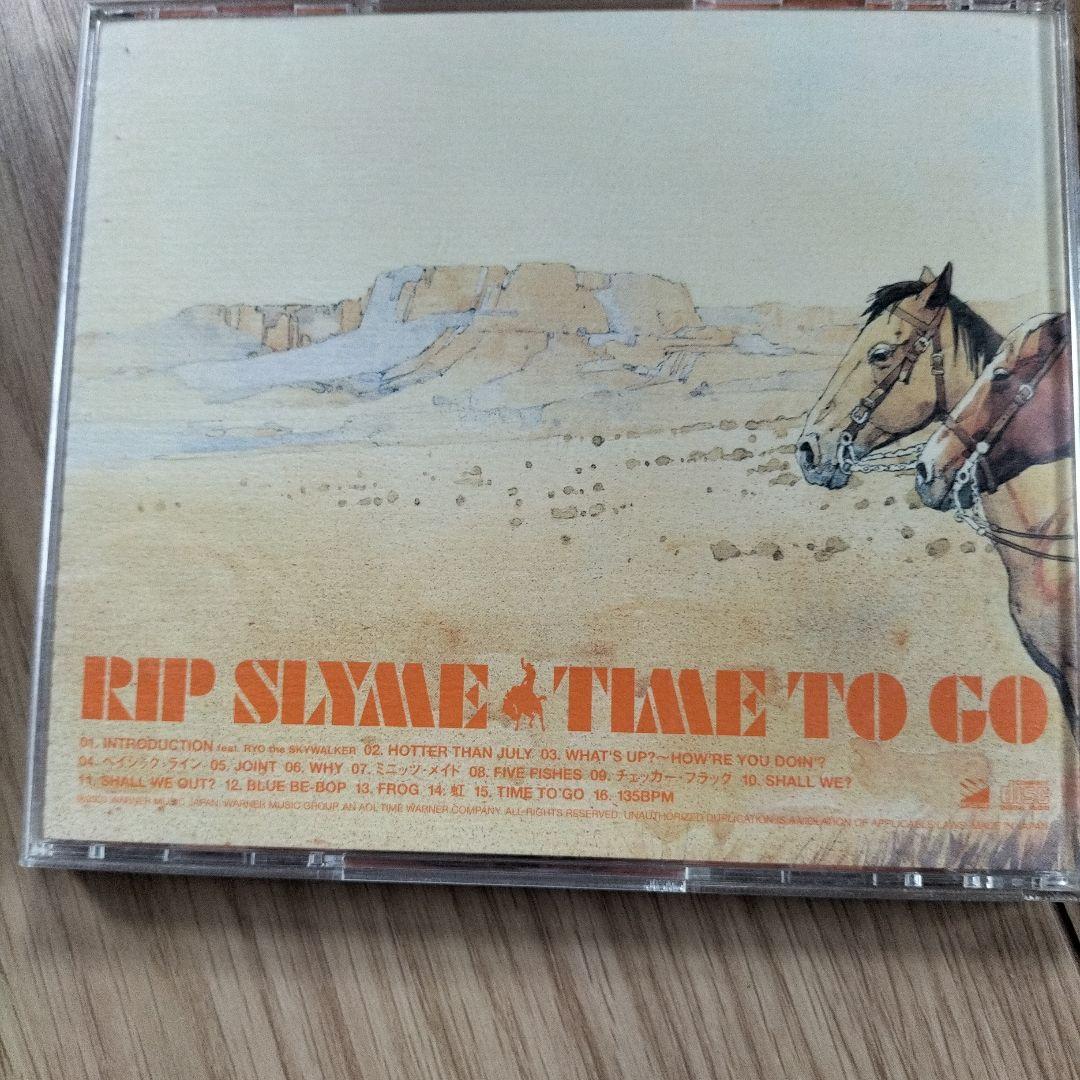 RIP SLYME TIME TO GO
01. INTRODUCTION feat. RYO the SKYWALKER 02. HOTTER THAN JULY 03. WHAT'S UP?〜HOW'RE YOU DOIN'?
04. ベイシック・ライン 05. JOINT 06. WHY 07. ミニッツ・メイド 08. FIVE FISHES 09. チェッカー・フラッグ 10. SHALL WE?
11. SHALL WE OUT? 12. BLUE BE-BOP 13. FROG 14. 虹 15. TIME TO GO 16. 135BPM
WARNER MUSIC JAPAN, WARNER MUSIC GROUP, AN AOL TIME WARNER COMPANY. ALL RIGHTS RESERVED. UNAUTHORIZED DUPLICATION IS A VIOLATION OF APPLICABLE LAWS. MADE IN JAPAN
disc